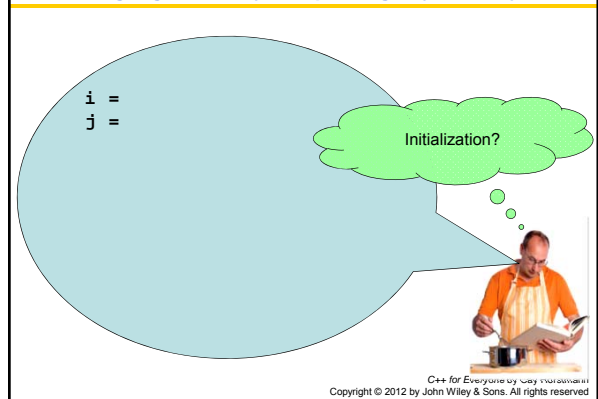 i =
j =
Initialization?
C++ for Everyone by Cay Horstmann
Copyright © 2012 by John Wiley & Sons. All rights reserved